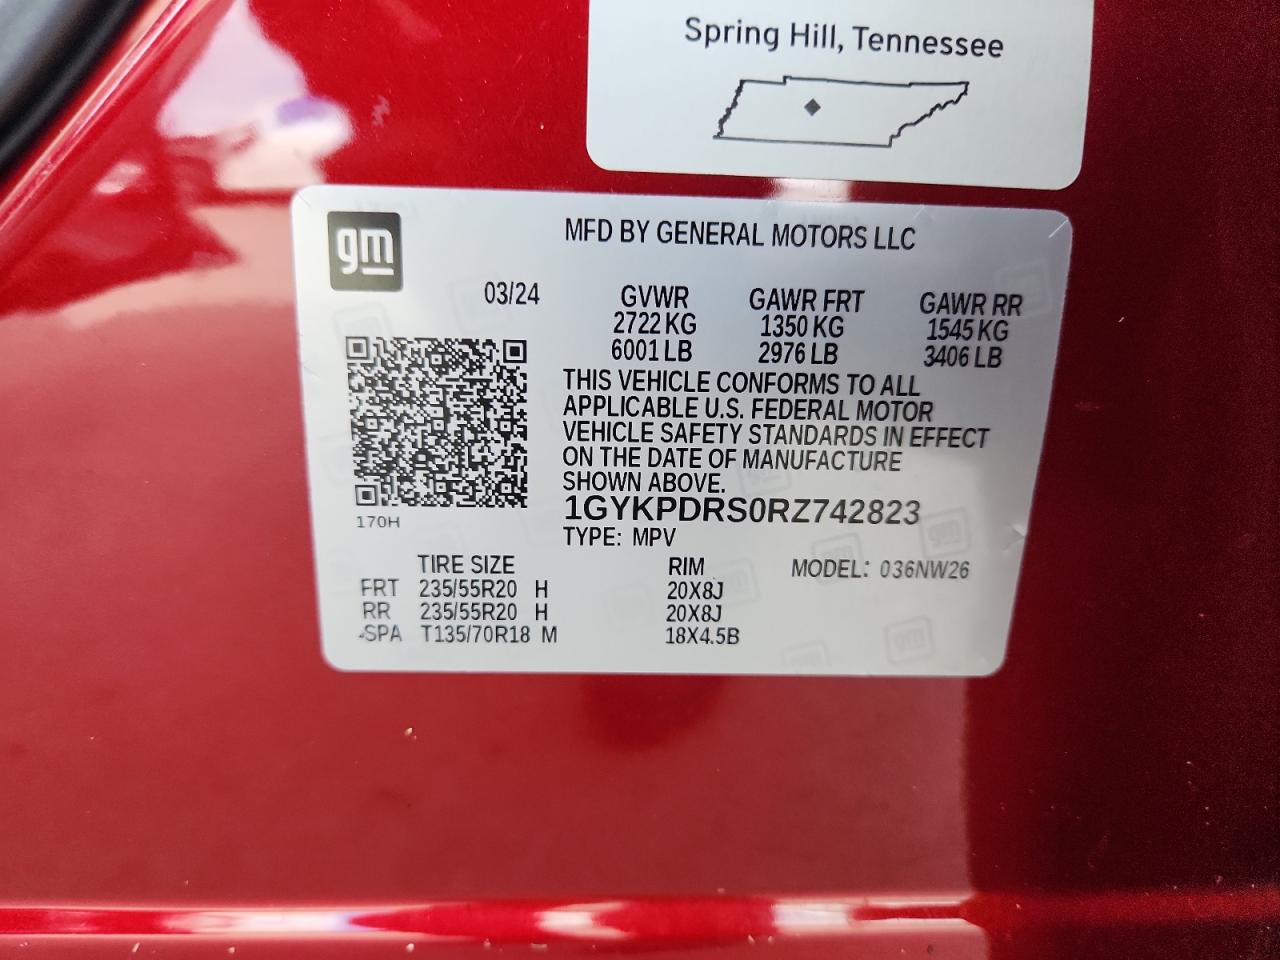 Spring Hill, Tennessee
gm
MFD BY GENERAL MOTORS LLC
03/24 GVWR GAWR FRT GAWR RR
2722 KG 1350 KG 1545 KG
6001 LB 2976 LB 3406 LB
THIS VEHICLE CONFORMS TO ALL
APPLICABLE U.S. FEDERAL MOTOR
VEHICLE SAFETY STANDARDS IN EFFECT
ON THE DATE OF MANUFACTURE
SHOWN ABOVE.
1GYKPDRS0RZ742823
170H
TYPE: MPV
TIRE SIZE RIM MODEL: 036NW26
FRT 235/55R20 H 20X8J
RR 235/55R20 H 20X8J
SPA T135/70R18 M 18X4.5B